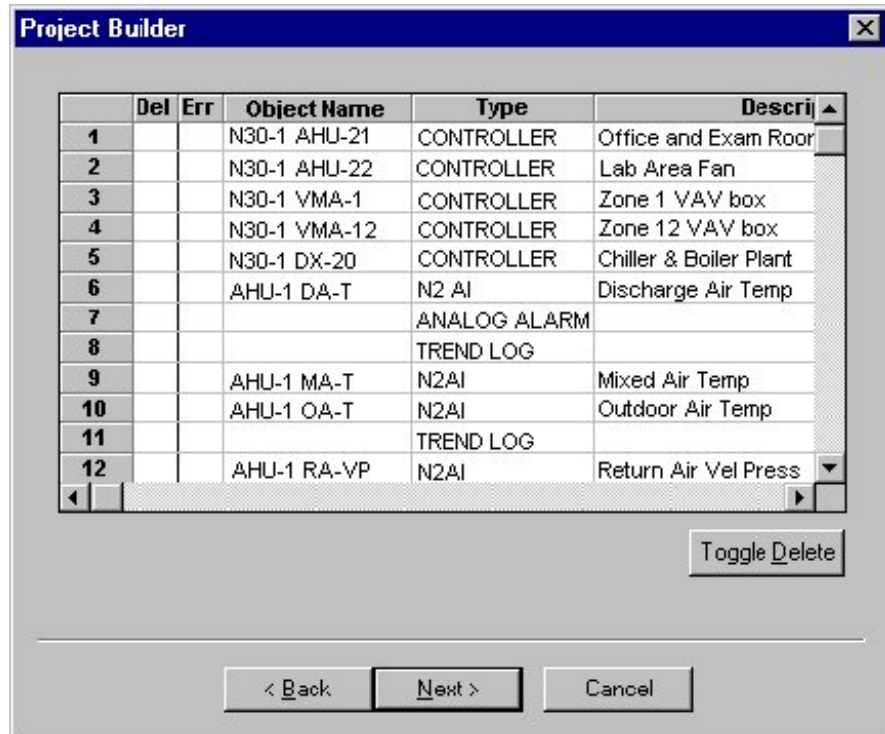 Project Builder
Del Err Object Name Type Descrij
1 N30-1 AHU-21 CONTROLLER Office and Exam Roor
2 N30-1 AHU-22 CONTROLLER Lab Area Fan
3 N30-1 VMA-1 CONTROLLER Zone 1 VAV box
4 N30-1 VMA-12 CONTROLLER Zone 12 VAV box
5 N30-1 DX-20 CONTROLLER Chiller & Boiler Plant
6 AHU-1 DA-T N2 AI Discharge Air Temp
7 ANALOG ALARM
8 TREND LOG
9 AHU-1 MA-T N2AI Mixed Air Temp
10 AHU-1 OA-T N2AI Outdoor Air Temp
11 TREND LOG
12 AHU-1 RA-VP N2AI Return Air Vel Press
Toggle Delete
< Back Next > Cancel